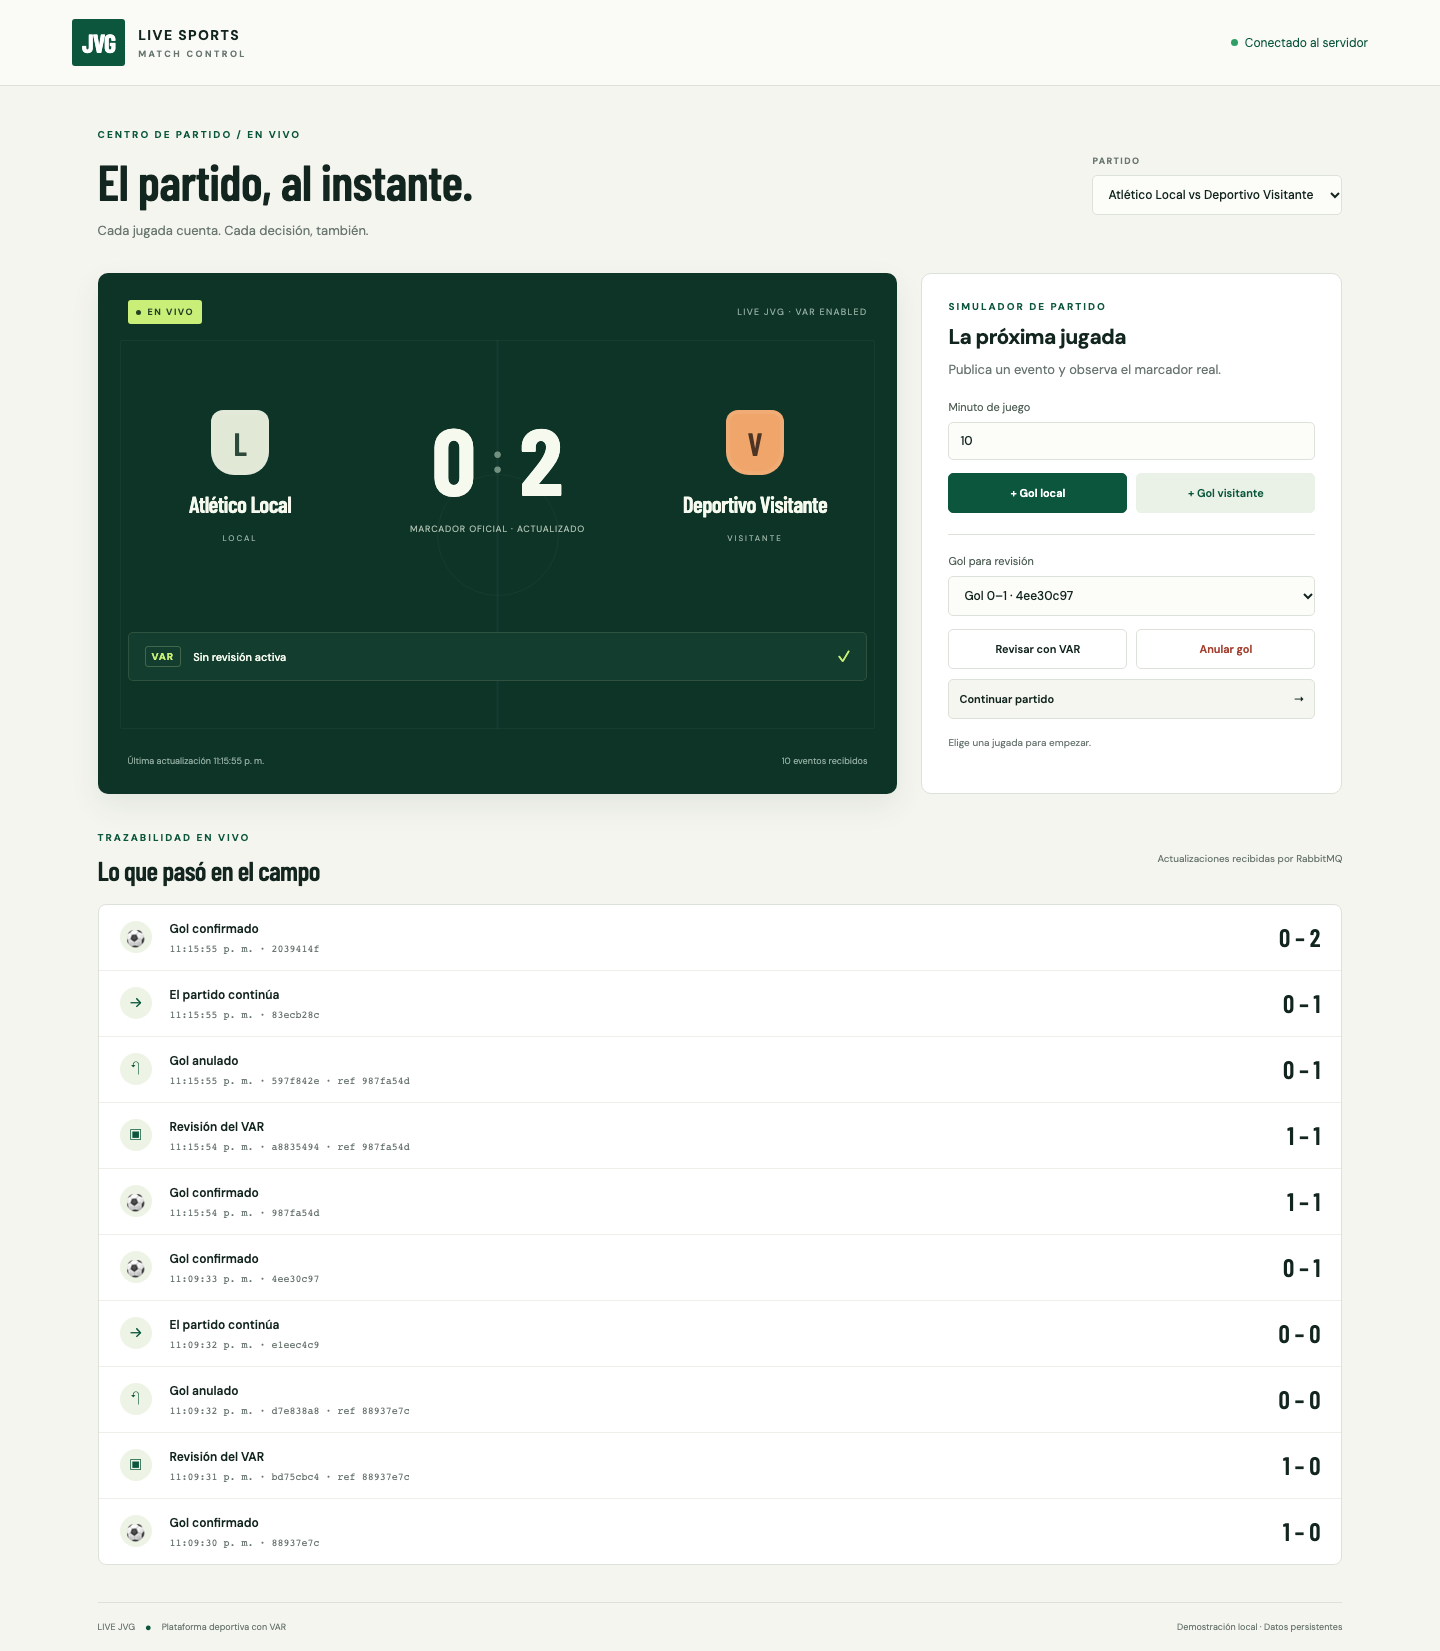 JVG
LIVE SPORTS
MATCH CONTROL
Conectado al servidor
CENTRO DE PARTIDO / EN VIVO
El partido, al instante.
Cada jugada cuenta. Cada decisión, también.
PARTIDO
Atlético Local vs Deportivo Visitante
EN VIVO
LIVE JVG · VAR ENABLED
L
Atlético Local
LOCAL
0 : 2
MARCADOR OFICIAL · ACTUALIZADO
V
Deportivo Visitante
VISITANTE
VAR
Sin revisión activa
Última actualización 11:15:55 p. m.
10 eventos recibidos
SIMULADOR DE PARTIDO
La próxima jugada
Publica un evento y observa el marcador real.
Minuto de juego
10
+ Gol local
+ Gol visitante
Gol para revisión
Gol 0–1 · 4ee30c97
Revisar con VAR
Anular gol
Continuar partido →
Elige una jugada para empezar.
TRAZABILIDAD EN VIVO
Lo que pasó en el campo
Actualizaciones recibidas por RabbitMQ
Gol confirmado
11:15:55 p. m. · 2039414f
0 – 2
El partido continúa
11:15:55 p. m. · 83ecb28c
0 – 1
Gol anulado
11:15:55 p. m. · 597f842e · ref 987fa54d
0 – 1
Revisión del VAR
11:15:54 p. m. · a8835494 · ref 987fa54d
1 – 1
Gol confirmado
11:15:54 p. m. · 987fa54d
1 – 1
Gol confirmado
11:09:33 p. m. · 4ee30c97
0 – 1
El partido continúa
11:09:32 p. m. · e1eec4c9
0 – 0
Gol anulado
11:09:32 p. m. · d7e838a8 · ref 88937e7c
0 – 0
Revisión del VAR
11:09:31 p. m. · bd75cbc4 · ref 88937e7c
1 – 0
Gol confirmado
11:09:30 p. m. · 88937e7c
1 – 0
LIVE JVG ● Plataforma deportiva con VAR
Demostración local · Datos persistentes